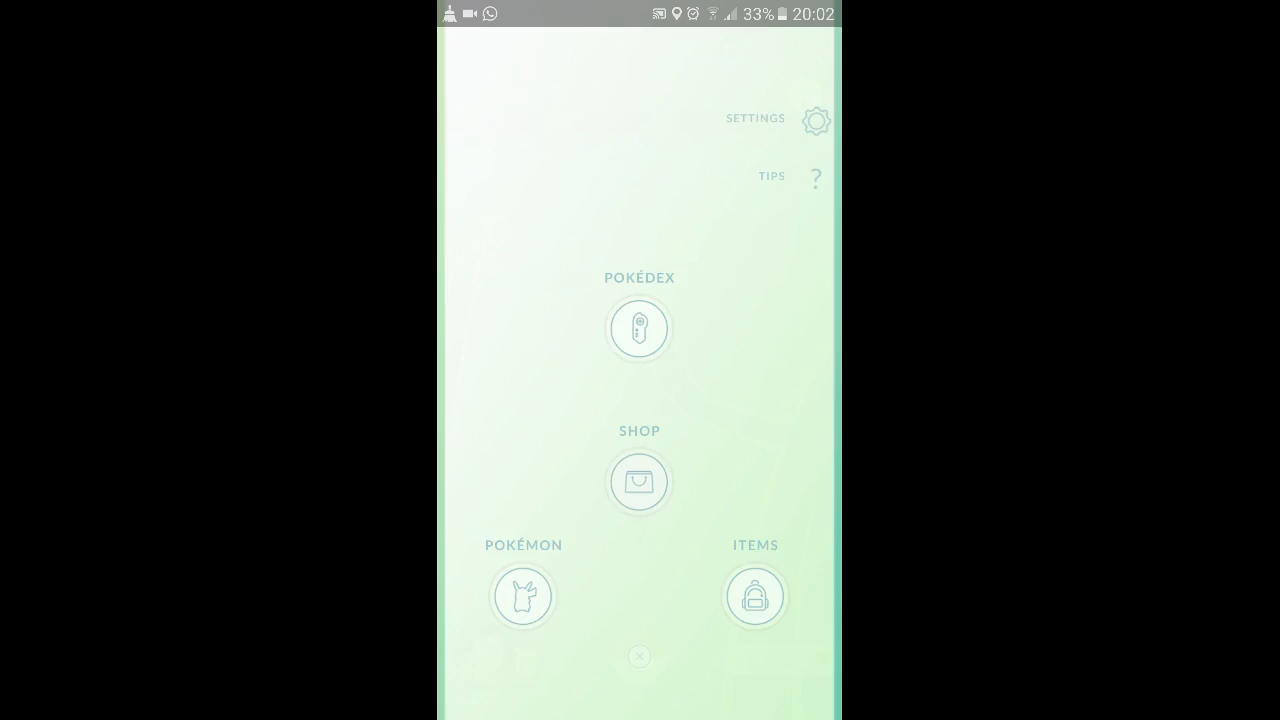 33% 20:02
SETTINGS
TIPS ?
POKÉDEX
SHOP
POKÉMON ITEMS